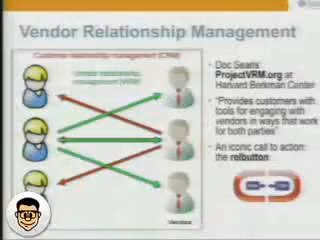 Vendor Relationship Management
Customer relationship management (CRM)
Vendor relationship
management (VRM)
• Doc Searls'
ProjectVRM.org at
Harvard Berkman Center
• "Provides customers with
tools for engaging with
vendors in ways that work
for both parties"
• An iconic call to action:
the relbutton
Vendors